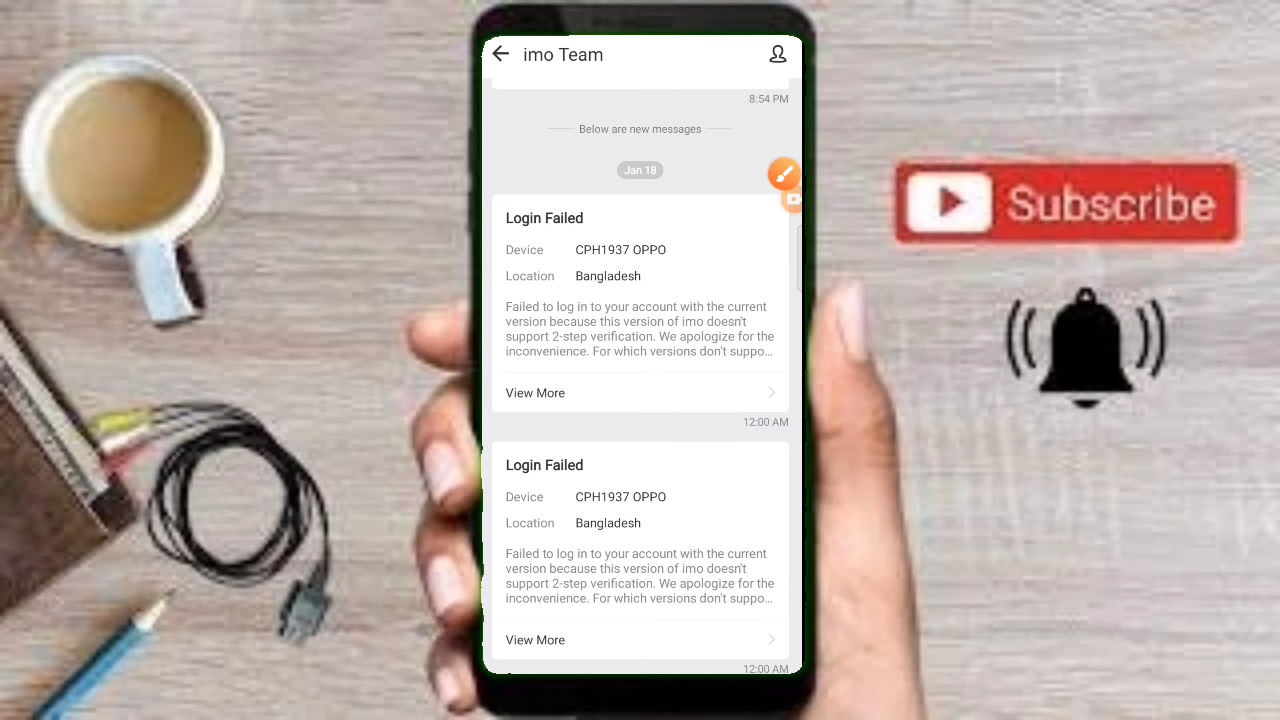 imo Team
8:54 PM
Below are new messages
Jan 18
Login Failed
Device CPH1937 OPPO
Location Bangladesh
Failed to log in to your account with the current
version because this version of imo doesn't
support 2-step verification. We apologize for the
inconvenience. For which versions don't suppo...
View More
12:00 AM
Login Failed
Device CPH1937 OPPO
Location Bangladesh
Failed to log in to your account with the current
version because this version of imo doesn't
support 2-step verification. We apologize for the
inconvenience. For which versions don't suppo...
View More
12:00 AM
Subscribe